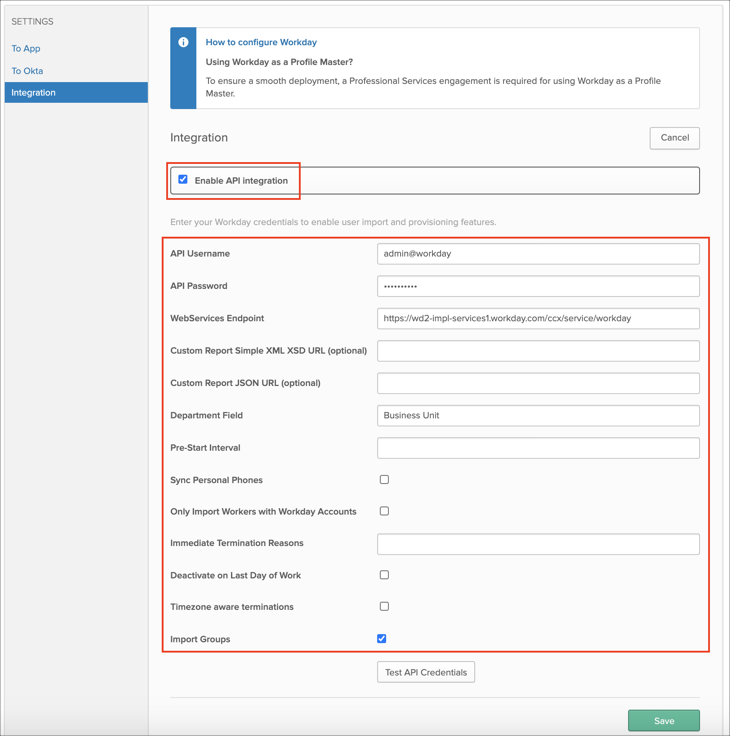 SETTINGS
To App
To Okta
Integration
How to configure Workday
Using Workday as a Profile Master?
To ensure a smooth deployment, a Professional Services engagement is required for using Workday as a Profile
Master.
Integration
Cancel
Enable API integration
Enter your Workday credentials to enable user import and provisioning features.
API Username
admin@workday
API Password
••••••••••
WebServices Endpoint
https://wd2-impl-services1.workday.com/ccx/service/workday
Custom Report Simple XML XSD URL (optional)
Custom Report JSON URL (optional)
Department Field
Business Unit
Pre-Start Interval
Sync Personal Phones
Only Import Workers with Workday Accounts
Immediate Termination Reasons
Deactivate on Last Day of Work
Timezone aware terminations
Import Groups
Test API Credentials
Save